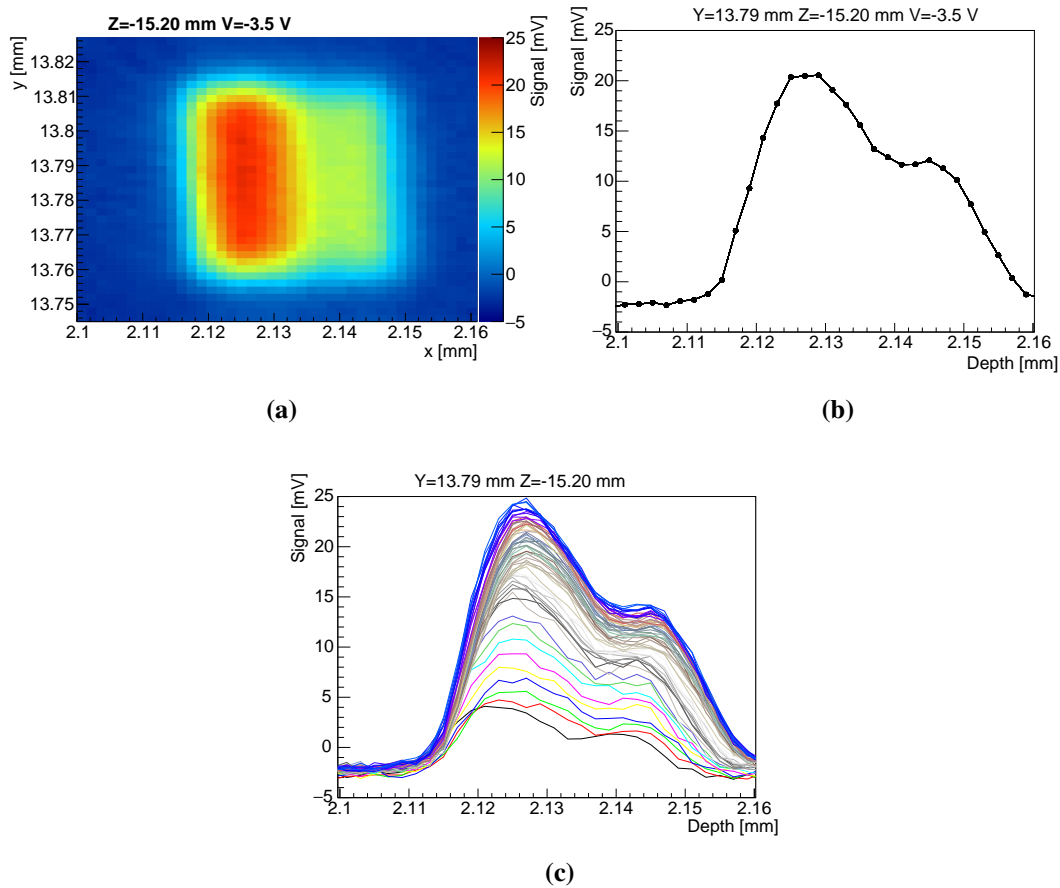 Z=-15.20 mm V=-3.5 V
y [mm]
13.82
13.81
13.8
13.79
13.78
13.77
13.76
13.75
2.1 2.11 2.12 2.13 2.14 2.15 2.16
x [mm]
25
20
15
10
5
0
−5
Signal [mV]
(a)
Y=13.79 mm Z=-15.20 mm V=-3.5 V
Signal [mV]
25
20
15
10
5
0
−5
2.1 2.11 2.12 2.13 2.14 2.15 2.16
Depth [mm]
(b)
Y=13.79 mm Z=-15.20 mm
Signal [mV]
25
20
15
10
5
0
−5
2.1 2.11 2.12 2.13 2.14 2.15 2.16
Depth [mm]
(c)